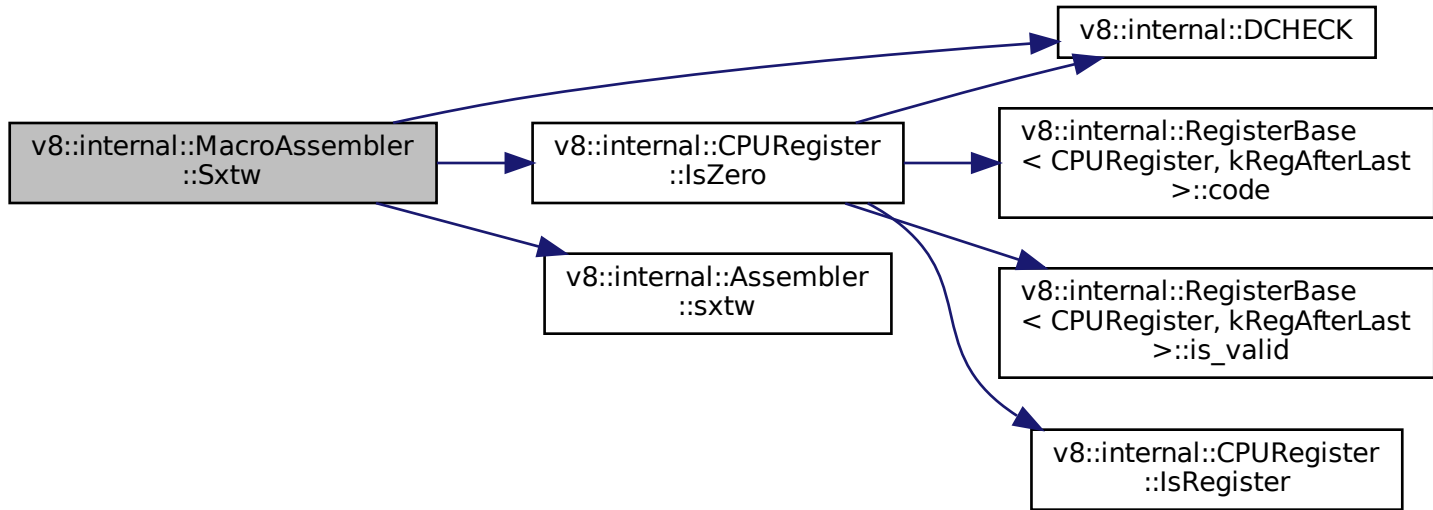 v8::internal::MacroAssembler
::Sxtw
v8::internal::CPURegister
::IsZero
v8::internal::Assembler
::sxtw
v8::internal::DCHECK
v8::internal::RegisterBase
< CPURegister, kRegAfterLast
>::code
v8::internal::RegisterBase
< CPURegister, kRegAfterLast
>::is_valid
v8::internal::CPURegister
::IsRegister